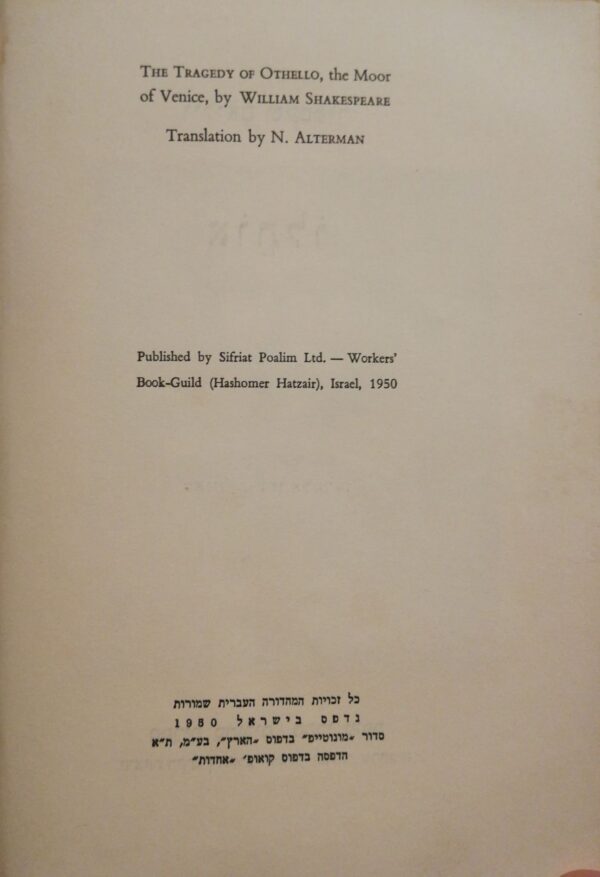 THE TRAGEDY OF OTHELLO, the Moor
of Venice, by WILLIAM SHAKESPEARE
Translation by N. ALTERMAN
Published by Sifriat Poalim Ltd. — Workers'
Book-Guild (Hashomer Hatzair), Israel, 1950
כל זכויות המהדורה העברית שמורות
נדפס בישראל 1950
סדור „מונוטייפ” בדפוס „הארץ”, בע״מ, ת״א
הדפסה בדפוס קואופ׳ „אחדות”